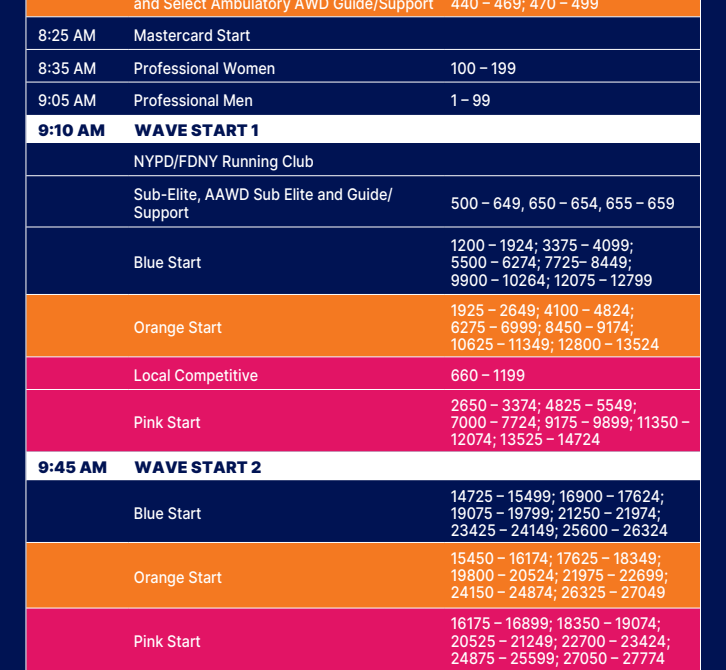 and Select Ambulatory AWD Guide/Support 440 – 469; 470 – 499
8:25 AM Mastercard Start
8:35 AM Professional Women 100 – 199
9:05 AM Professional Men 1 – 99
9:10 AM WAVE START 1
NYPD/FDNY Running Club
Sub-Elite, AAWD Sub Elite and Guide/
Support
500 – 649, 650 – 654, 655 – 659
Blue Start
1200 – 1924; 3375 – 4099;
5500 – 6274; 7725– 8449;
9900 – 10264; 12075 – 12799
Orange Start
1925 – 2649; 4100 – 4824;
6275 – 6999; 8450 – 9174;
10625 – 11349; 12800 – 13524
Local Competitive 660 – 1199
Pink Start
2650 – 3374; 4825 – 5549;
7000 – 7724; 9175 – 9899; 11350 –
12074; 13525 – 14724
9:45 AM WAVE START 2
Blue Start
14725 – 15499; 16900 – 17624;
19075 – 19799; 21250 – 21974;
23425 – 24149; 25600 – 26324
Orange Start
15450 – 16174; 17625 – 18349;
19800 – 20524; 21975 – 22699;
24150 – 24874; 26325 – 27049
Pink Start
16175 – 16899; 18350 – 19074;
20525 – 21249; 22700 – 23424;
24875 – 25599; 27050 – 27774